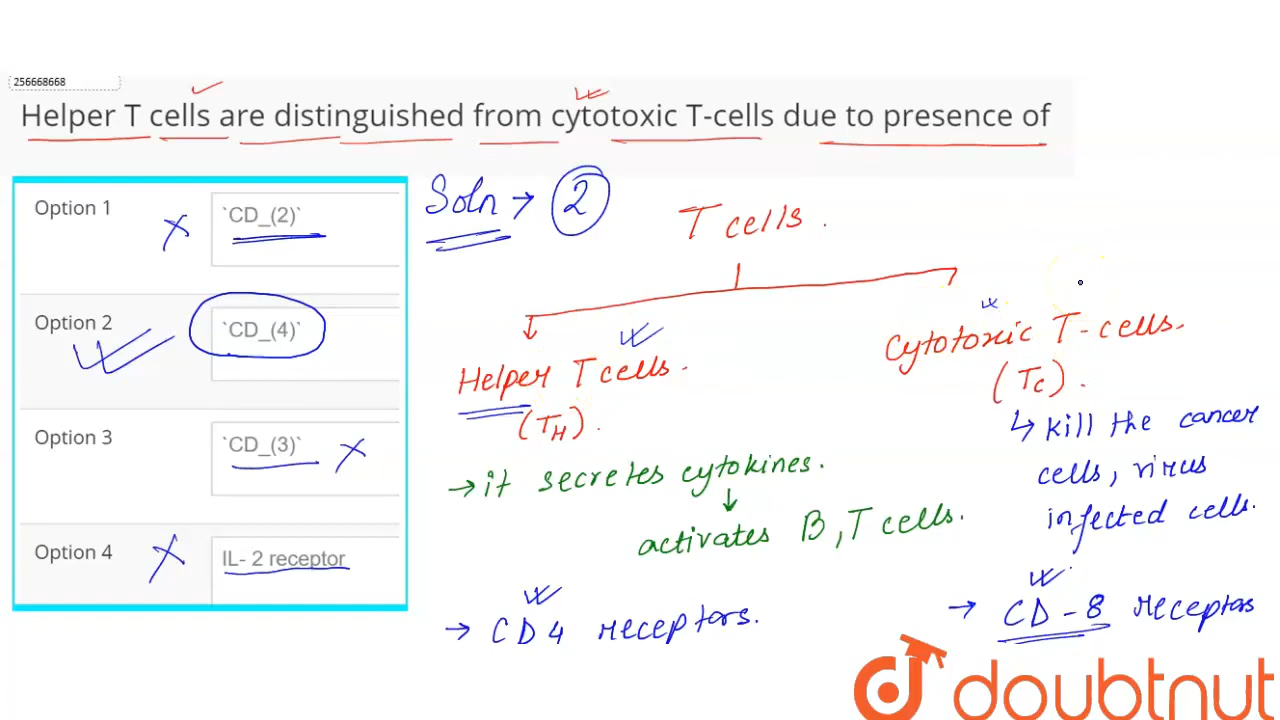 256668668
Helper T cells are distinguished from cytotoxic T-cells due to presence of
Option 1
`CD_(2)`
Option 2
`CD_(4)`
Option 3
`CD_(3)`
Option 4
IL- 2 receptor
Soln → 2
T cells.
Helper T cells.
(TH).
→ it secretes cytokines.
↓
activates B, T cells.
→ CD4 receptors.
Cytotoxic T-cells.
(Tc).
↳ kill the cancer
cells, virus
infected cells.
→ CD-8 receptors
doubtnut